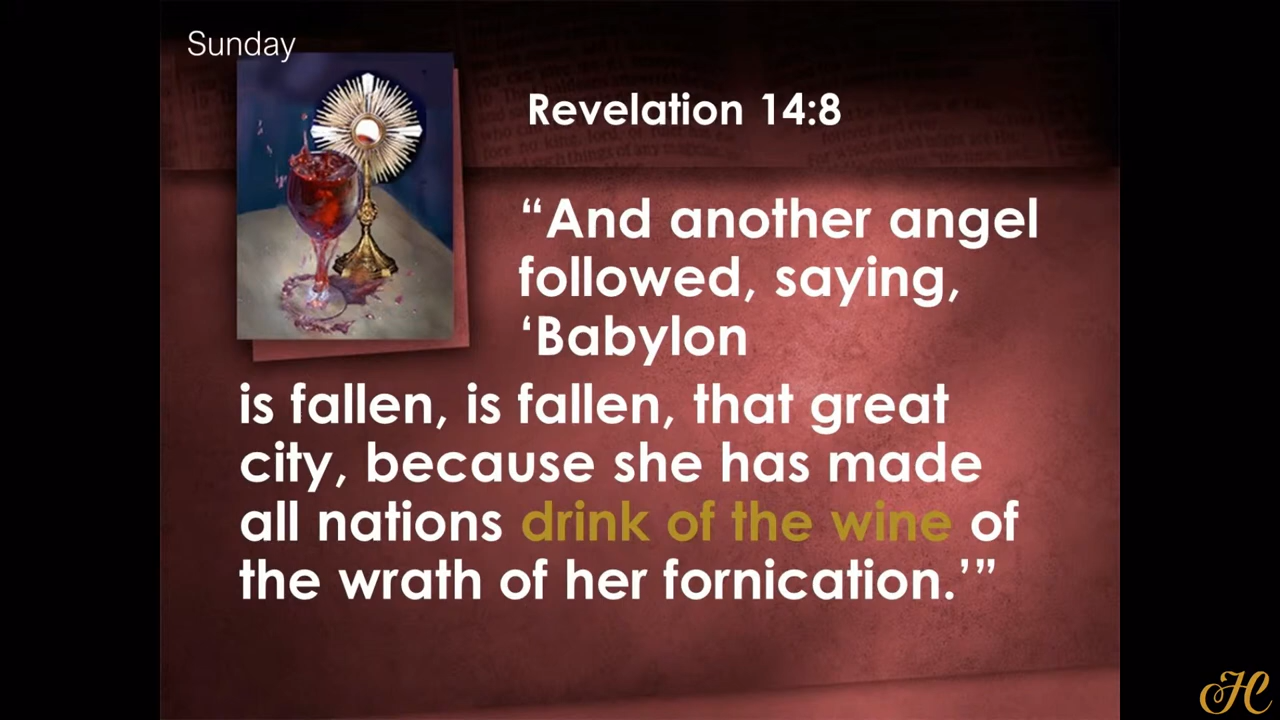 Sunday
Revelation 14:8
“And another angel
followed, saying,
‘Babylon
is fallen, is fallen, that great
city, because she has made
all nations drink of the wine of
the wrath of her fornication.’”
HC